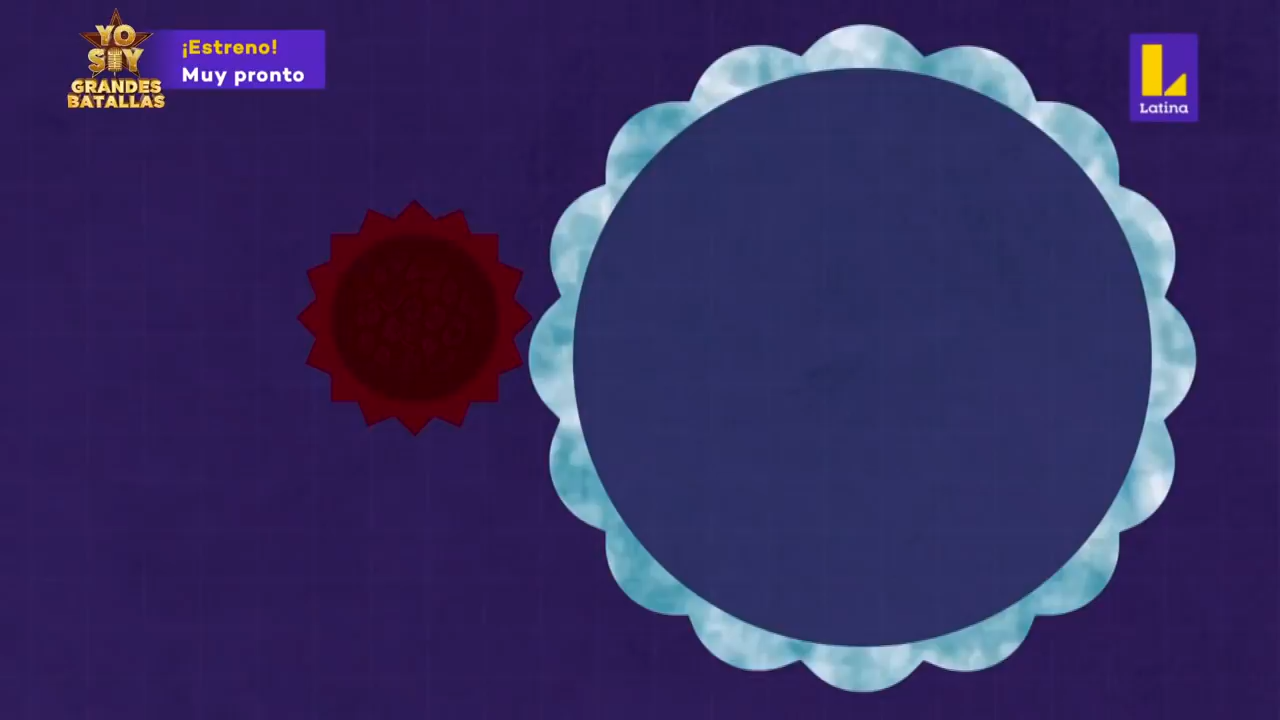 YO
SOY
GRANDES
BATALLAS
¡Estreno!
Muy pronto
Latina